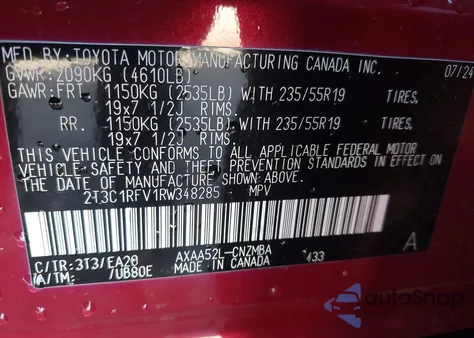 MFD BY: TOYOTA MOTOR MANUFACTURING CANADA INC. 07/24
GVWR: 2090KG (4610LB)
GAWR: FRT 1150KG (2535LB) WITH 235/55R19 TIRES,
19x7 1/2J RIMS.
RR. 1150KG (2535LB) WITH 235/55R19 TIRES,
19x7 1/2J RIMS.
THIS VEHICLE CONFORMS TO ALL APPLICABLE FEDERAL MOTOR
VEHICLE SAFETY AND THEFT PREVENTION STANDARDS IN EFFECT ON
THE DATE OF MANUFACTURE SHOWN ABOVE.
2T3C1RFV1RW348285 MPV
C/TR: 3T3/EA20 AXAA52L-CNZMBA 433 A
A/TM: /UB80E MADE IN CANADA
AutoSnap